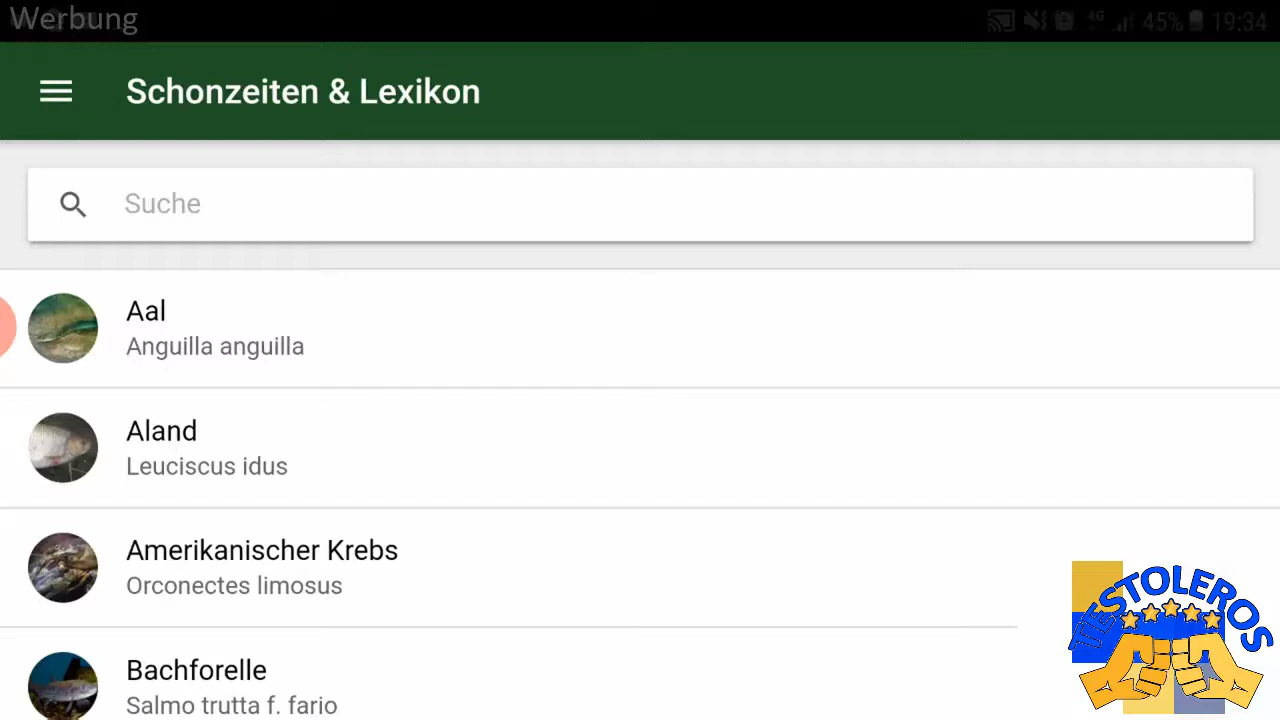 Werbung
4G 45% 19:34
Schonzeiten & Lexikon
Suche
Aal
Anguilla anguilla
Aland
Leuciscus idus
Amerikanischer Krebs
Orconectes limosus
Bachforelle
Salmo trutta f. fario
TESTOLEROS